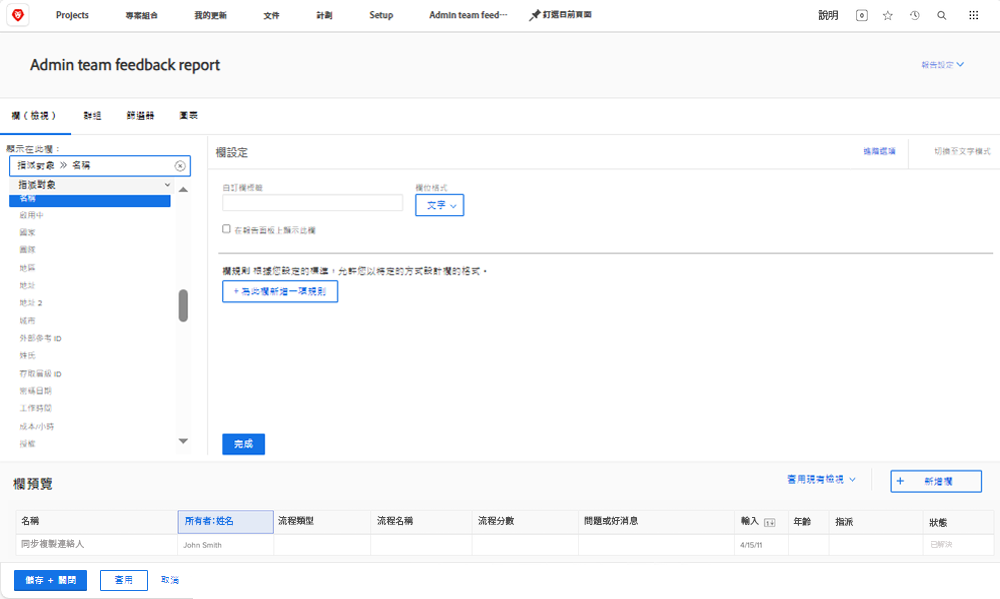 Projects 專案組合 我的更新 文件 計劃 Setup Admin team feed··· 釘選目前頁面 說明 0
Admin team feedback report 報告設定
欄（檢視） 群組 篩選器 圖表
顯示在此欄：
指派對象 >> 名稱
指派對象
名稱
啟用中
國家
團隊
地區
地址
地址 2
城市
外部參考 ID
姓氏
存取層級 ID
完稿日期
工作時間
成本/小時
授權
欄設定 進階選項 切換至文字模式
自訂欄標籤 欄位格式
文字
在報告面板上顯示此欄
欄規則 根據您設定的標準，允許您以特定的方式設計欄的格式。
+ 為此欄新增一項規則
完成
欄預覽 套用現有檢視 + 新增欄
名稱 所有者:姓名 流程類型 流程名稱 流程分數 問題或好消息 輸入 年齡 指派 狀態
同步複製連絡人 John Smith 4/15/11 已解決
儲存 + 關閉 套用 取消